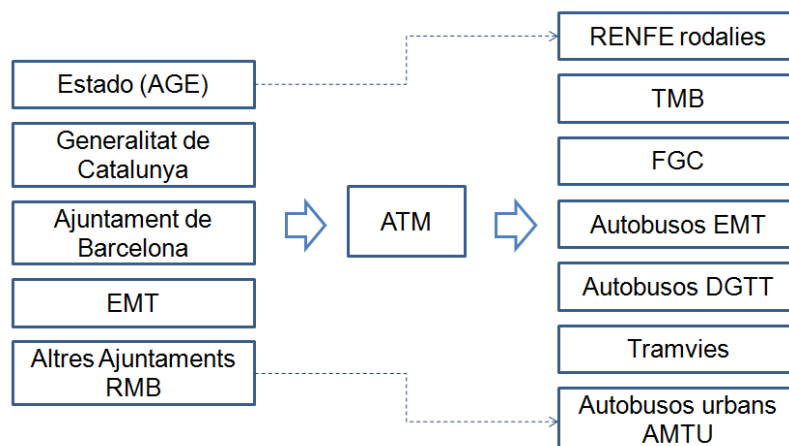 Estado (AGE)
Generalitat de
Catalunya
Ajuntament de
Barcelona
EMT
Altres Ajuntaments
RMB
ATM
RENFE rodalies
TMB
FGC
Autobusos EMT
Autobusos DGTT
Tramvies
Autobusos urbans
AMTU